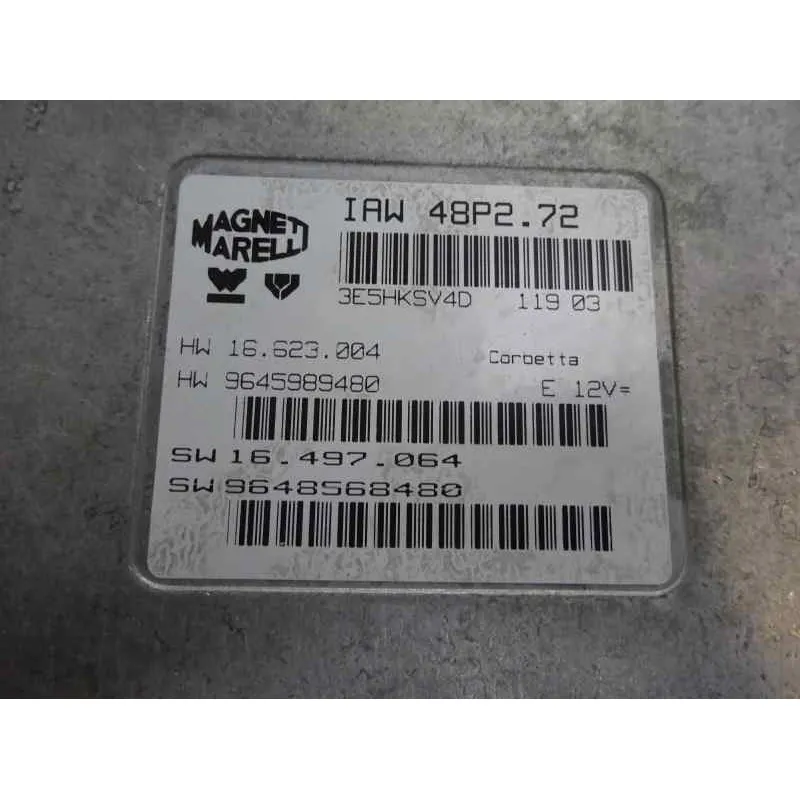 MAGNETI
MARELLI
IAW 48P2.72
3E5HKSV4D 119 03
HW 16.623.004 Corbetta
HW 9645989480 E 12V=
SW 16.497.064
SW 9648568480